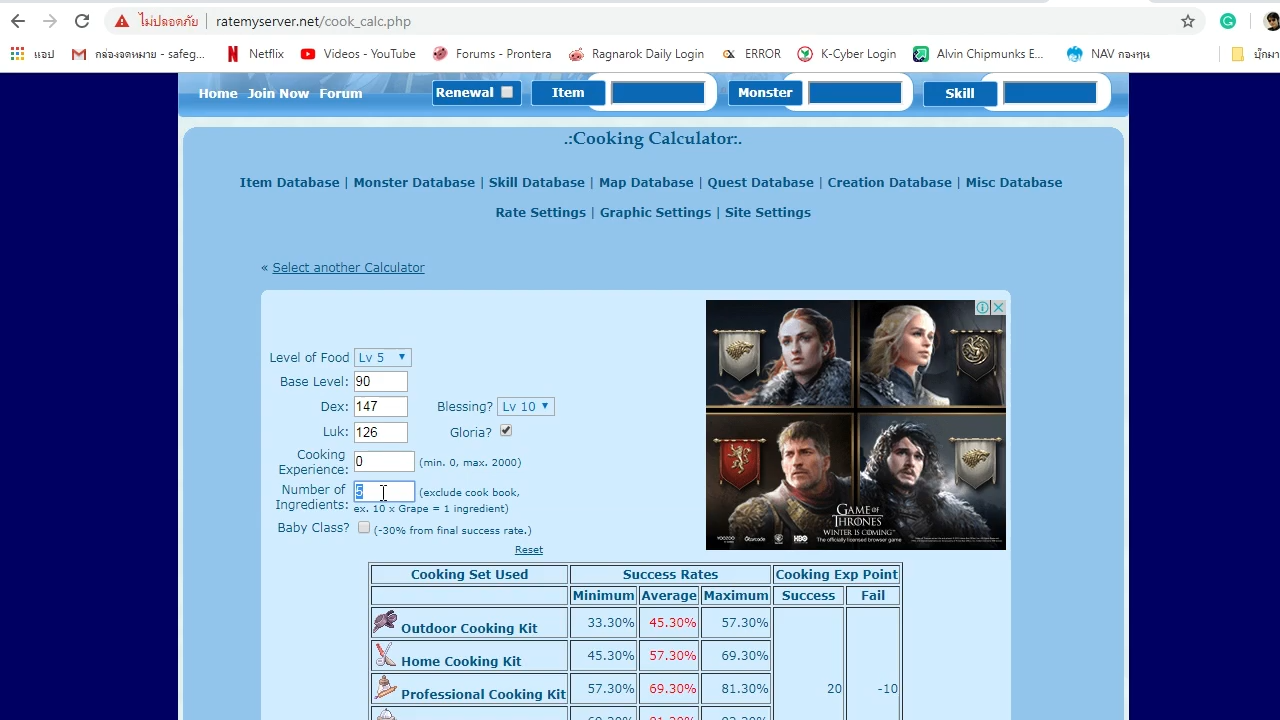 ไม่ปลอดภัย | ratemyserver.net/cook_calc.php
แอป กล่องจดหมาย - safeg... Netflix Videos - YouTube Forums - Prontera Ragnarok Daily Login ERROR K-Cyber Login Alvin Chipmunks E... NAV กองทุน
Home Join Now Forum Renewal Item Monster Skill
.:Cooking Calculator:.
Item Database | Monster Database | Skill Database | Map Database | Quest Database | Creation Database | Misc Database
Rate Settings | Graphic Settings | Site Settings
« Select another Calculator
Level of Food Lv 5
Base Level: 90
Dex: 147 Blessing? Lv 10
Luk: 126 Gloria?
Cooking Experience: 0 (min. 0, max. 2000)
Number of Ingredients: 5 (exclude cook book,
ex. 10 x Grape = 1 ingredient)
Baby Class? (-30% from final success rate.)
Reset
GAME OF THRONES
WINTER IS COMING
YOOZOO HBO The officially licensed browser game
Cooking Set Used Success Rates Cooking Exp Point
Minimum Average Maximum Success Fail
Outdoor Cooking Kit 33.30% 45.30% 57.30%
Home Cooking Kit 45.30% 57.30% 69.30%
Professional Cooking Kit 57.30% 69.30% 81.30% 20 -10